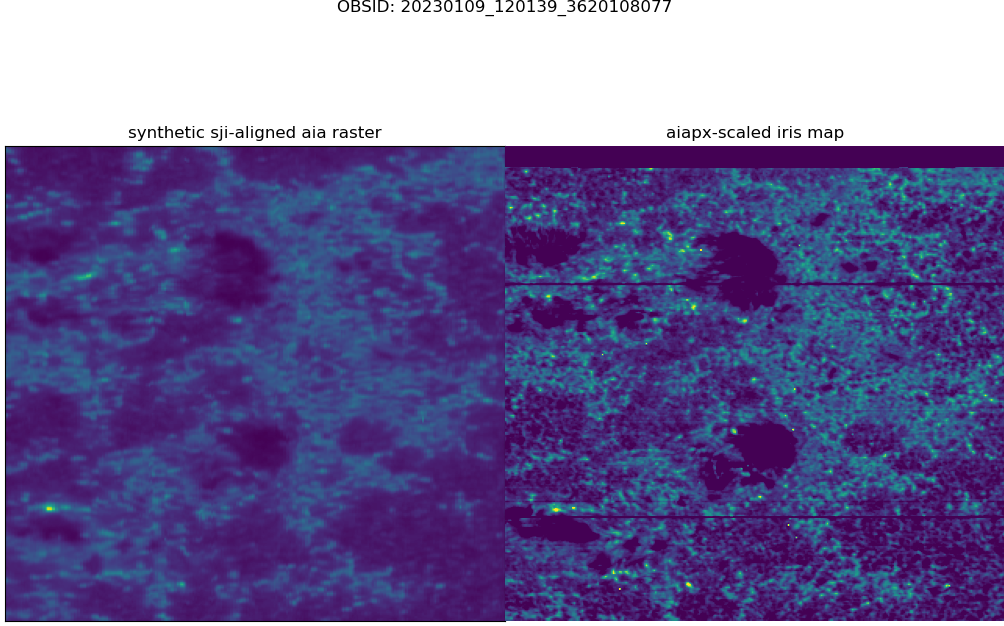 OBSID: 20230109_120139_3620108077
synthetic sji-aligned aia raster
aiapx-scaled iris map